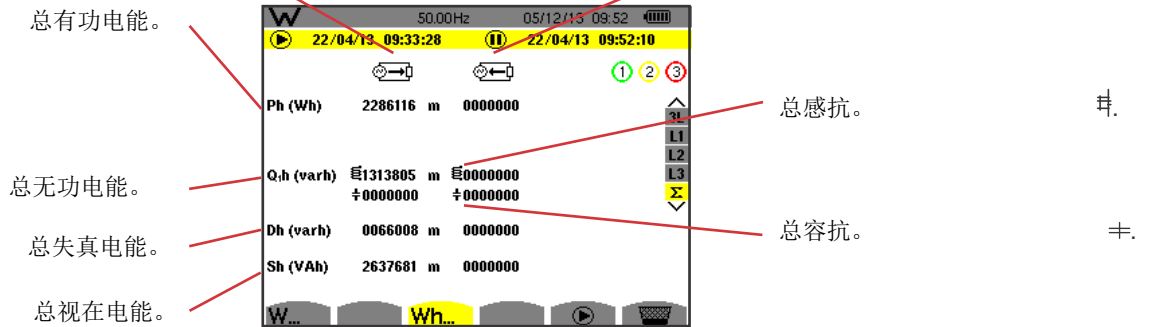 总有功电能。
W 50.00Hz 05/12/13 09:52
22/04/13 09:33:28 22/04/13 09:52:10
1 2 3
Ph (Wh) 2286116 m 0000000
3L
L1
L2
L3
Σ
总感抗。
总无功电能。
Q₁h (varh) 1313805 m 0000000
0000000 0000000
总失真电能。
Dh (varh) 0066008 m 0000000
总容抗。
总视在电能。
Sh (VAh) 2637681 m 0000000
W... Wh...